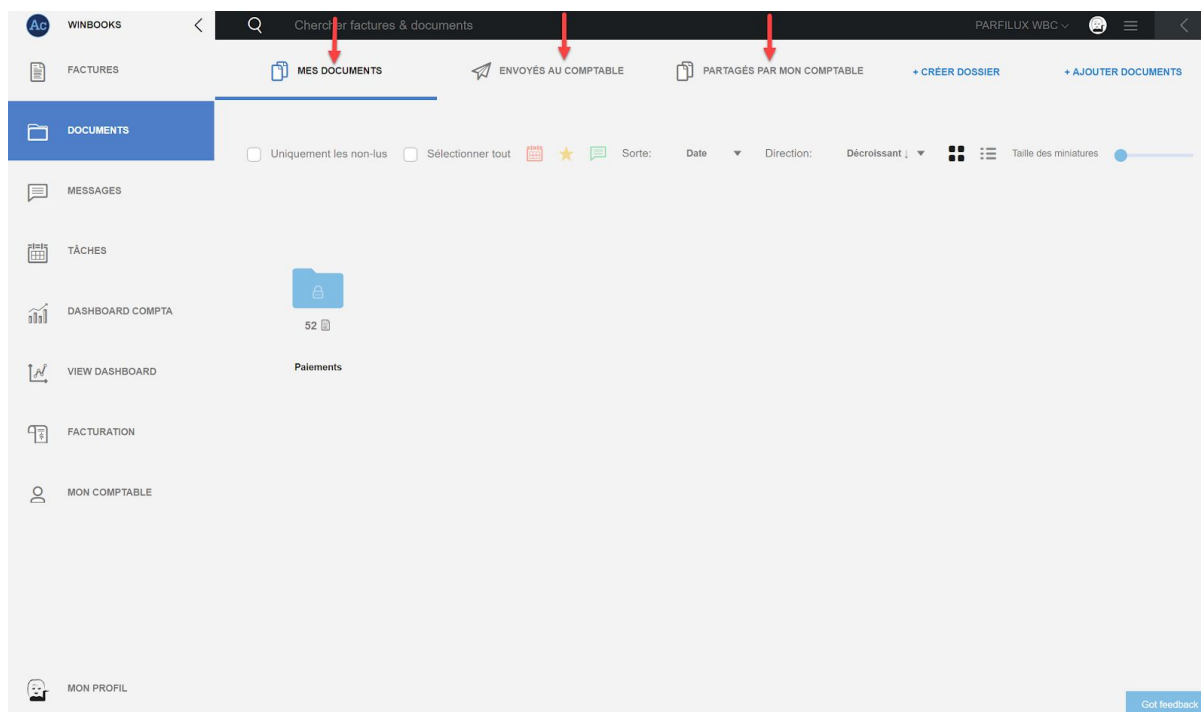 Ac WINBOOKS
Chercher factures & documents
PARFILUX WBC
FACTURES
MES DOCUMENTS
ENVOYÉS AU COMPTABLE
PARTAGÉS PAR MON COMPTABLE
+ CRÉER DOSSIER
+ AJOUTER DOCUMENTS
DOCUMENTS
Uniquement les non-lus
Sélectionner tout
Sorte:
Date
Direction:
Décroissant ↓
Taille des miniatures
MESSAGES
TÂCHES
DASHBOARD COMPTA
52
Paiements
VIEW DASHBOARD
FACTURATION
MON COMPTABLE
MON PROFIL
Got feedback